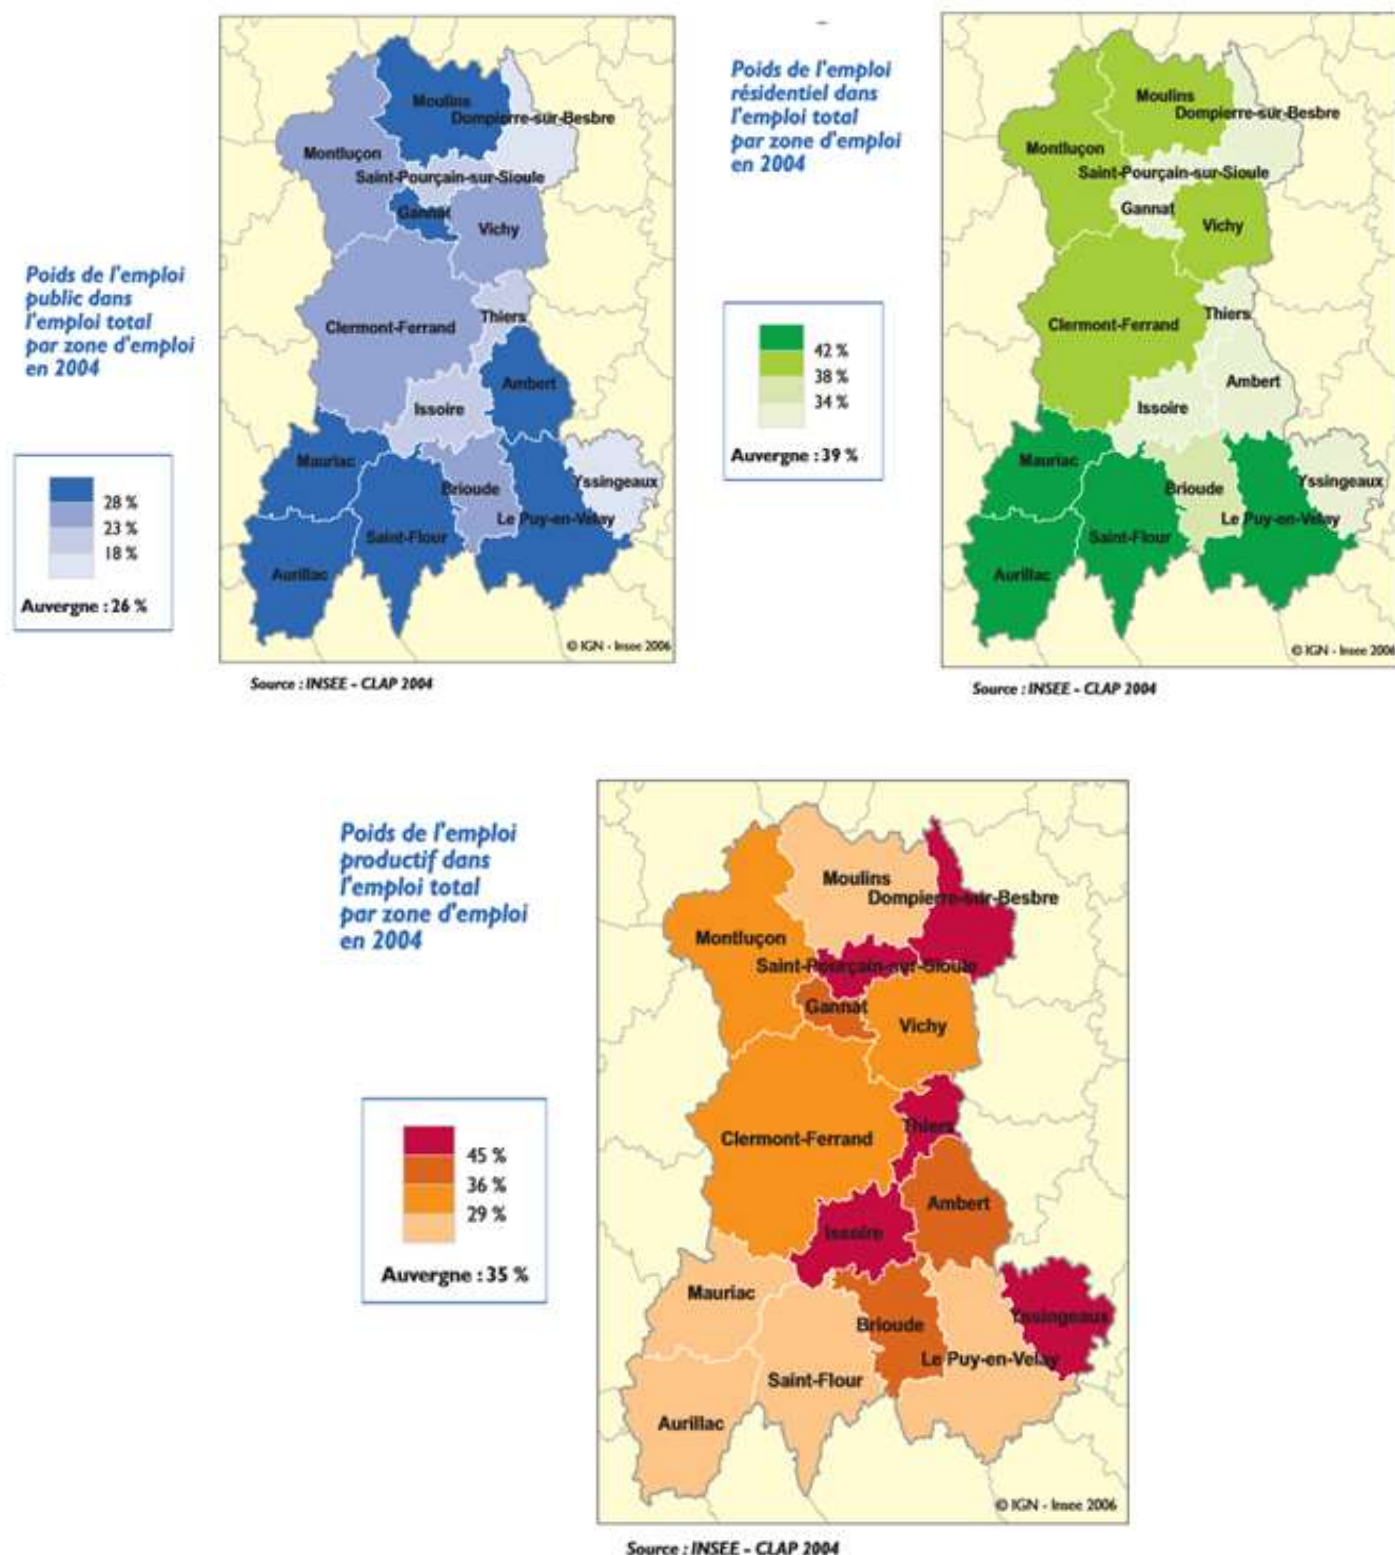 Poids de l'emploi
public dans
l'emploi total
par zone d'emploi
en 2004
28 %
23 %
18 %
Auvergne : 26 %
Moulins
Dompierre-sur-Besbre
Montluçon
Saint-Pourçain-sur-Sioule
Gannat
Vichy
Thiers
Clermont-Ferrand
Ambert
Issoire
Mauriac
Brioude
Yssingeaux
Le Puy-en-Velay
Saint-Flour
Aurillac
© IGN - Insee 2006
Source : INSEE - CLAP 2004
Poids de l'emploi
résidentiel dans
l'emploi total
par zone d'emploi
en 2004
42 %
38 %
34 %
Auvergne : 39 %
Moulins
Dompierre-sur-Besbre
Montluçon
Saint-Pourçain-sur-Sioule
Gannat
Vichy
Thiers
Clermont-Ferrand
Ambert
Issoire
Mauriac
Brioude
Yssingeaux
Le Puy-en-Velay
Saint-Flour
Aurillac
© IGN - Insee 2006
Source : INSEE - CLAP 2004
Poids de l'emploi
productif dans
l'emploi total
par zone d'emploi
en 2004
45 %
36 %
29 %
Auvergne : 35 %
Moulins
Dompierre-sur-Besbre
Montluçon
Saint-Pourçain-sur-Sioule
Gannat
Vichy
Thiers
Clermont-Ferrand
Ambert
Issoire
Mauriac
Brioude
Yssingeaux
Le Puy-en-Velay
Saint-Flour
Aurillac
© IGN - Insee 2006
Source : INSEE - CLAP 2004